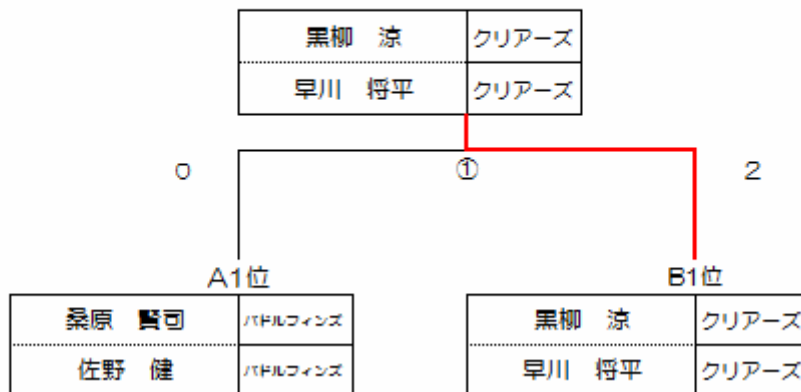 黒柳　涼 クリアーズ
早川　将平 クリアーズ
0 ① 2
A1位 B1位
桑原　賢司 バドルフィンズ 黒柳　涼 クリアーズ
佐野　健 バドルフィンズ 早川　将平 クリアーズ